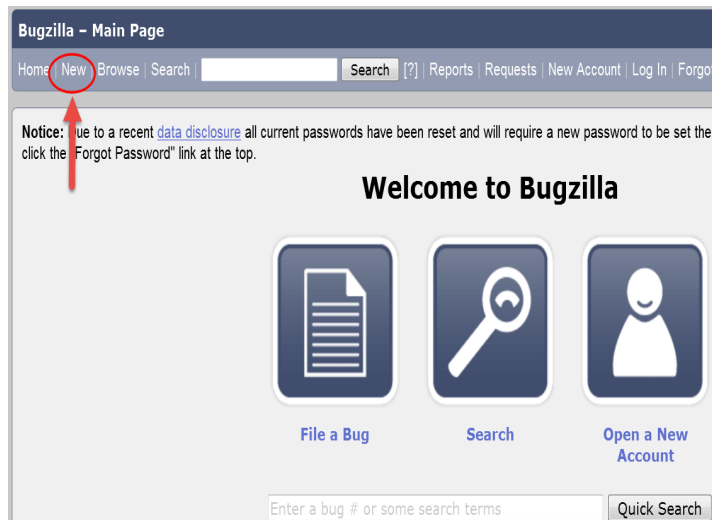 Bugzilla – Main Page
Home | New | Browse | Search | Search [?] | Reports | Requests | New Account | Log In | Forgo
Notice: Due to a recent data disclosure all current passwords have been reset and will require a new password to be set the
click the "Forgot Password" link at the top.
Welcome to Bugzilla
File a Bug
Search
Open a New
Account
Enter a bug # or some search terms
Quick Search